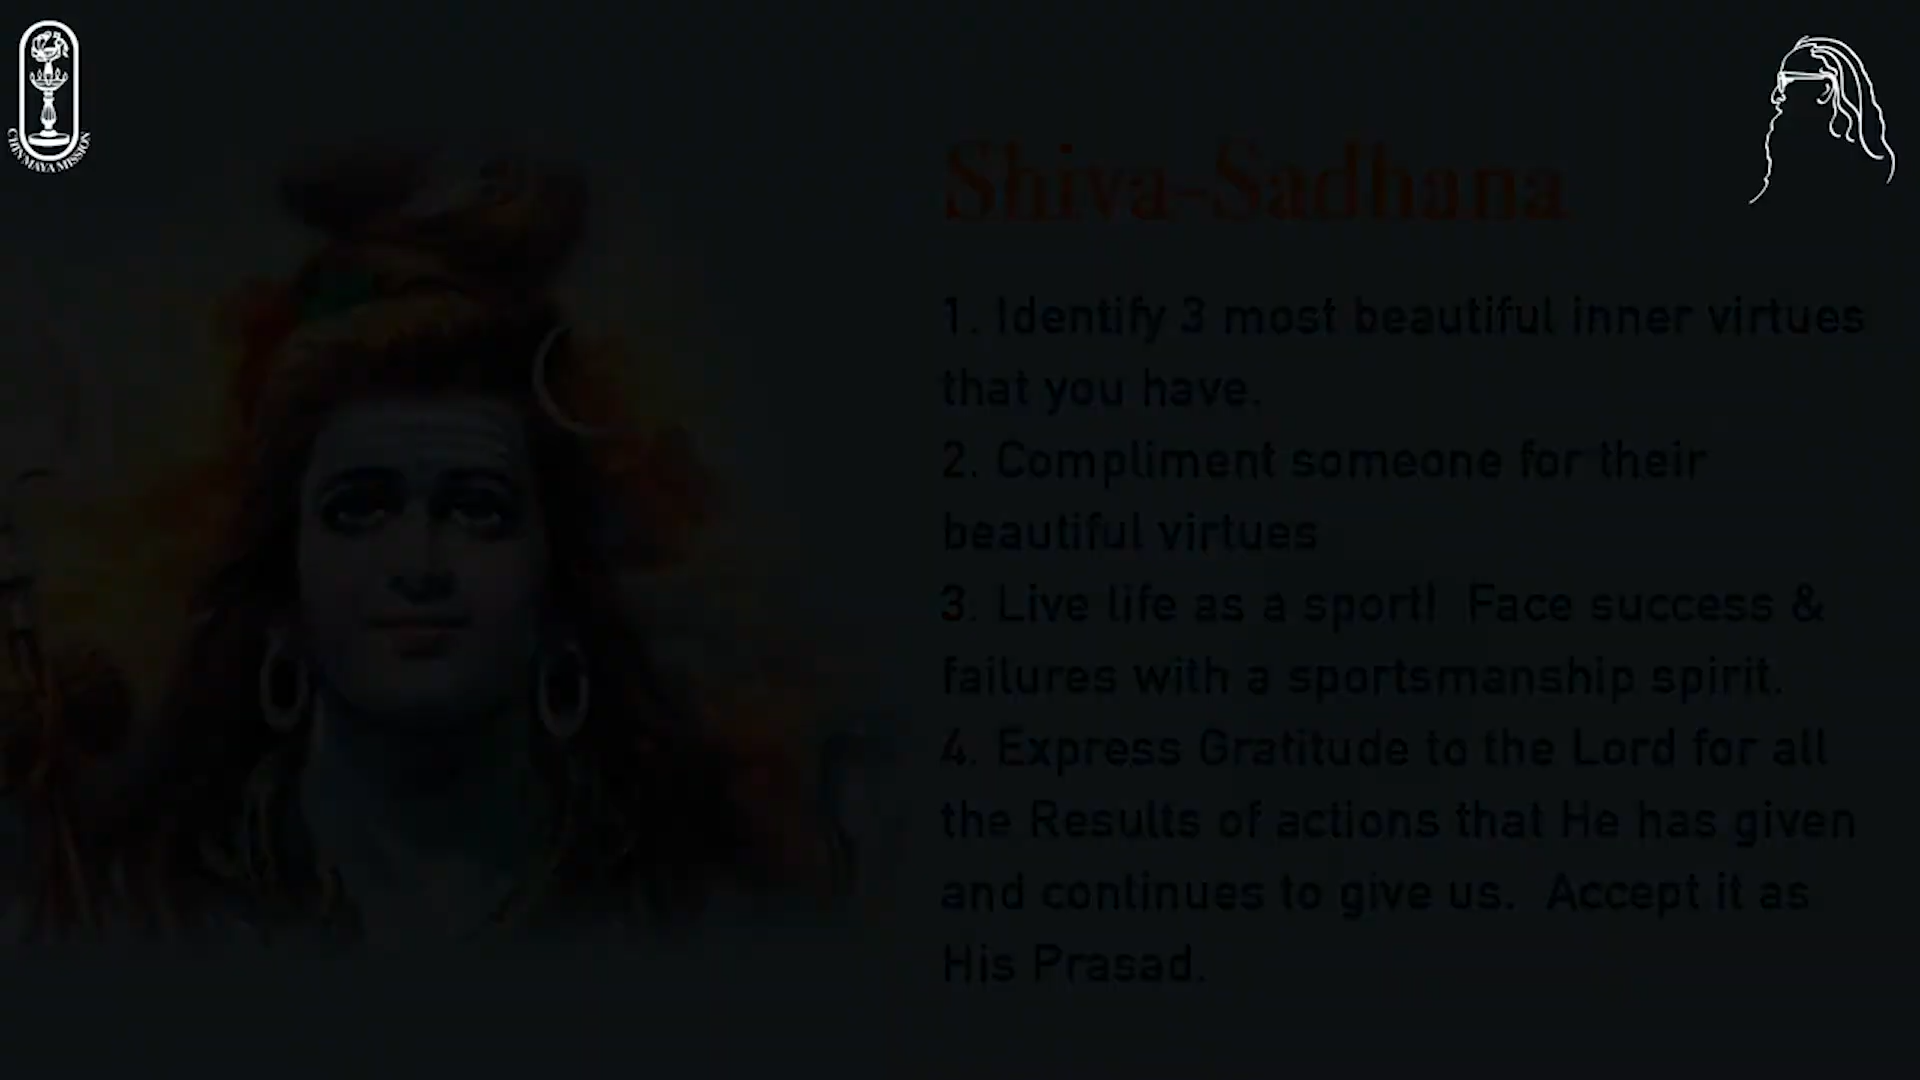 CHINMAYA MISSION
Shiva-Sadhana
1. Identify 3 most beautiful inner virtues
that you have.
2. Compliment someone for their
beautiful virtues
3. Live life as a sport!  Face success &
failures with a sportsmanship spirit.
4. Express Gratitude to the Lord for all
the Results of actions that He has given
and continues to give us.  Accept it as
His Prasad.